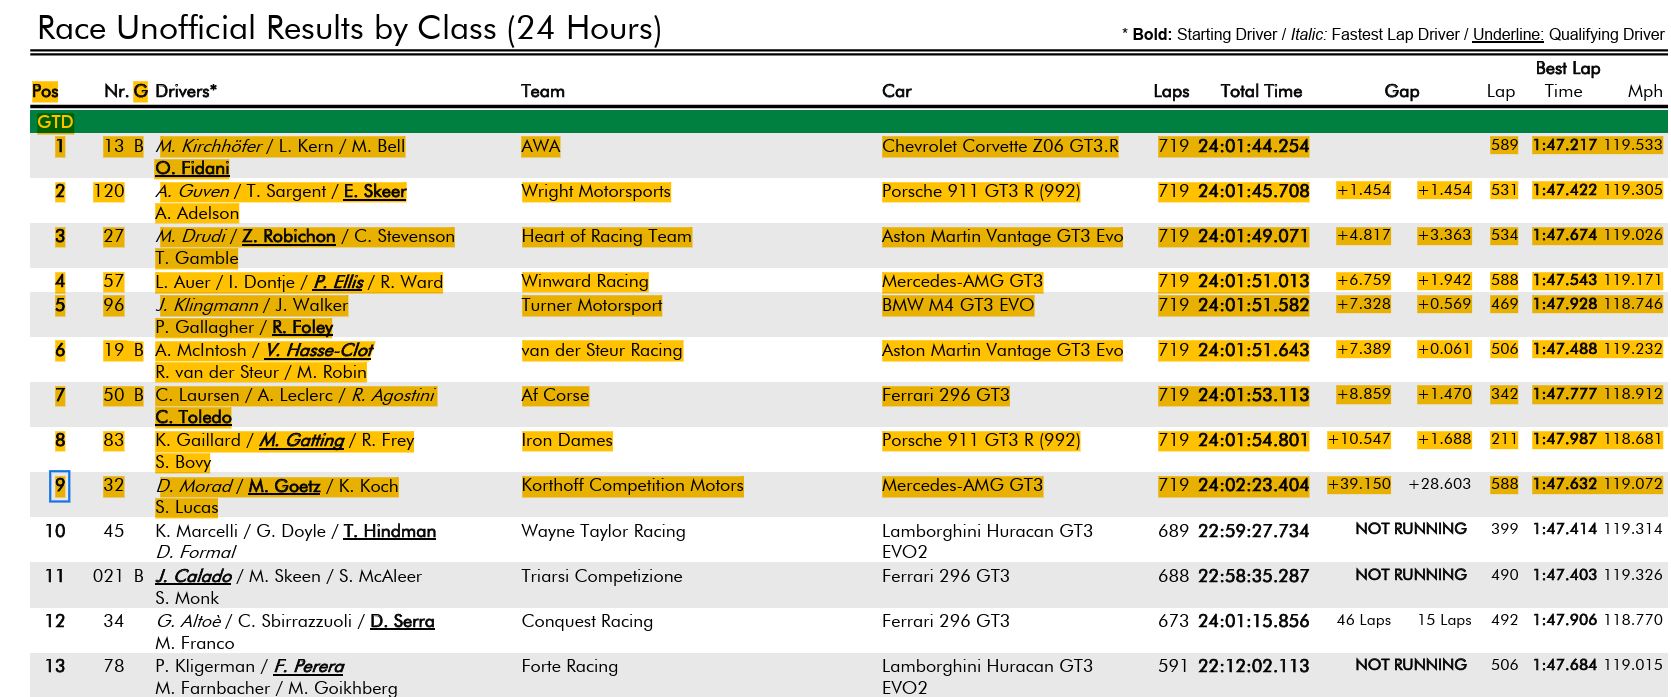 Race Unofficial Results by Class (24 Hours)
* Bold: Starting Driver / Italic: Fastest Lap Driver / Underline: Qualifying Driver
Best Lap
Pos Nr. G Drivers* Team Car Laps Total Time Gap Lap Time Mph
GTD
1 13 B M. Kirchhöfer / L. Kern / M. Bell AWA Chevrolet Corvette Z06 GT3.R 719 24:01:44.254 589 1:47.217 119.533
O. Fidani
2 120 A. Guven / T. Sargent / E. Skeer Wright Motorsports Porsche 911 GT3 R (992) 719 24:01:45.708 +1.454 +1.454 531 1:47.422 119.305
A. Adelson
3 27 M. Drudi / Z. Robichon / C. Stevenson Heart of Racing Team Aston Martin Vantage GT3 Evo 719 24:01:49.071 +4.817 +3.363 534 1:47.674 119.026
T. Gamble
4 57 L. Auer / I. Dontje / P. Ellis / R. Ward Winward Racing Mercedes-AMG GT3 719 24:01:51.013 +6.759 +1.942 588 1:47.543 119.171
5 96 J. Klingmann / J. Walker Turner Motorsport BMW M4 GT3 EVO 719 24:01:51.582 +7.328 +0.569 469 1:47.928 118.746
P. Gallagher / R. Foley
6 19 B A. McIntosh / V. Hasse-Clot van der Steur Racing Aston Martin Vantage GT3 Evo 719 24:01:51.643 +7.389 +0.061 506 1:47.488 119.232
R. van der Steur / M. Robin
7 50 B C. Laursen / A. Leclerc / R. Agostini Af Corse Ferrari 296 GT3 719 24:01:53.113 +8.859 +1.470 342 1:47.777 118.912
C. Toledo
8 83 K. Gaillard / M. Gatting / R. Frey Iron Dames Porsche 911 GT3 R (992) 719 24:01:54.801 +10.547 +1.688 211 1:47.987 118.681
S. Bovy
9 32 D. Morad / M. Goetz / K. Koch Korthoff Competition Motors Mercedes-AMG GT3 719 24:02:23.404 +39.150 +28.603 588 1:47.632 119.072
S. Lucas
10 45 K. Marcelli / G. Doyle / T. Hindman Wayne Taylor Racing Lamborghini Huracan GT3 689 22:59:27.734 NOT RUNNING 399 1:47.414 119.314
D. Formal EVO2
11 021 B J. Calado / M. Skeen / S. McAleer Triarsi Competizione Ferrari 296 GT3 688 22:58:35.287 NOT RUNNING 490 1:47.403 119.326
S. Monk
12 34 G. Altoè / C. Sbirrazzuoli / D. Serra Conquest Racing Ferrari 296 GT3 673 24:01:15.856 46 Laps 15 Laps 492 1:47.906 118.770
M. Franco
13 78 P. Kligerman / F. Perera Forte Racing Lamborghini Huracan GT3 591 22:12:02.113 NOT RUNNING 506 1:47.684 119.015
M. Farnbacher / M. Goikhberg EVO2